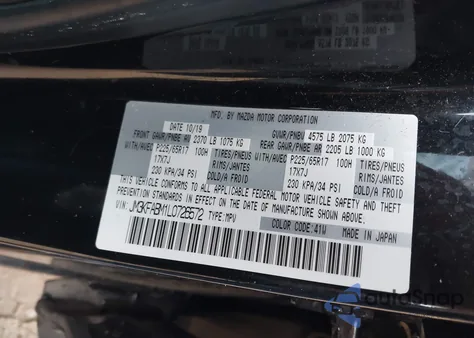 MFD. BY MAZDA MOTOR CORPORATION
DATE 10/19 GVWR/PNBV 4575 LB 2075 KG
FRONT GAWR/PNBE AV 2370 LB 1075 KG REAR GAWR/PNBE AR 2205 LB 1000 KG
WITH/AVEC P225/65R17 100H TIRES/PNEUS WITH/AVEC P225/65R17 100H TIRES/PNEUS
17X7J RIMS/JANTES 17X7J RIMS/JANTES
230 KPA/34 PSI COLD/A FROID 230 KPA/34 PSI COLD/A FROID
THIS VEHICLE CONFORMS TO ALL APPLICABLE FEDERAL MOTOR VEHICLE SAFETY AND THEFT
PREVENTION STANDARDS IN EFFECT ON THE DATE OF MANUFACTURE SHOWN ABOVE.
VIN: JM3KFABM1L0726572 TYPE:MPV
COLOR CODE:41W MADE IN JAPAN
AutoSnap